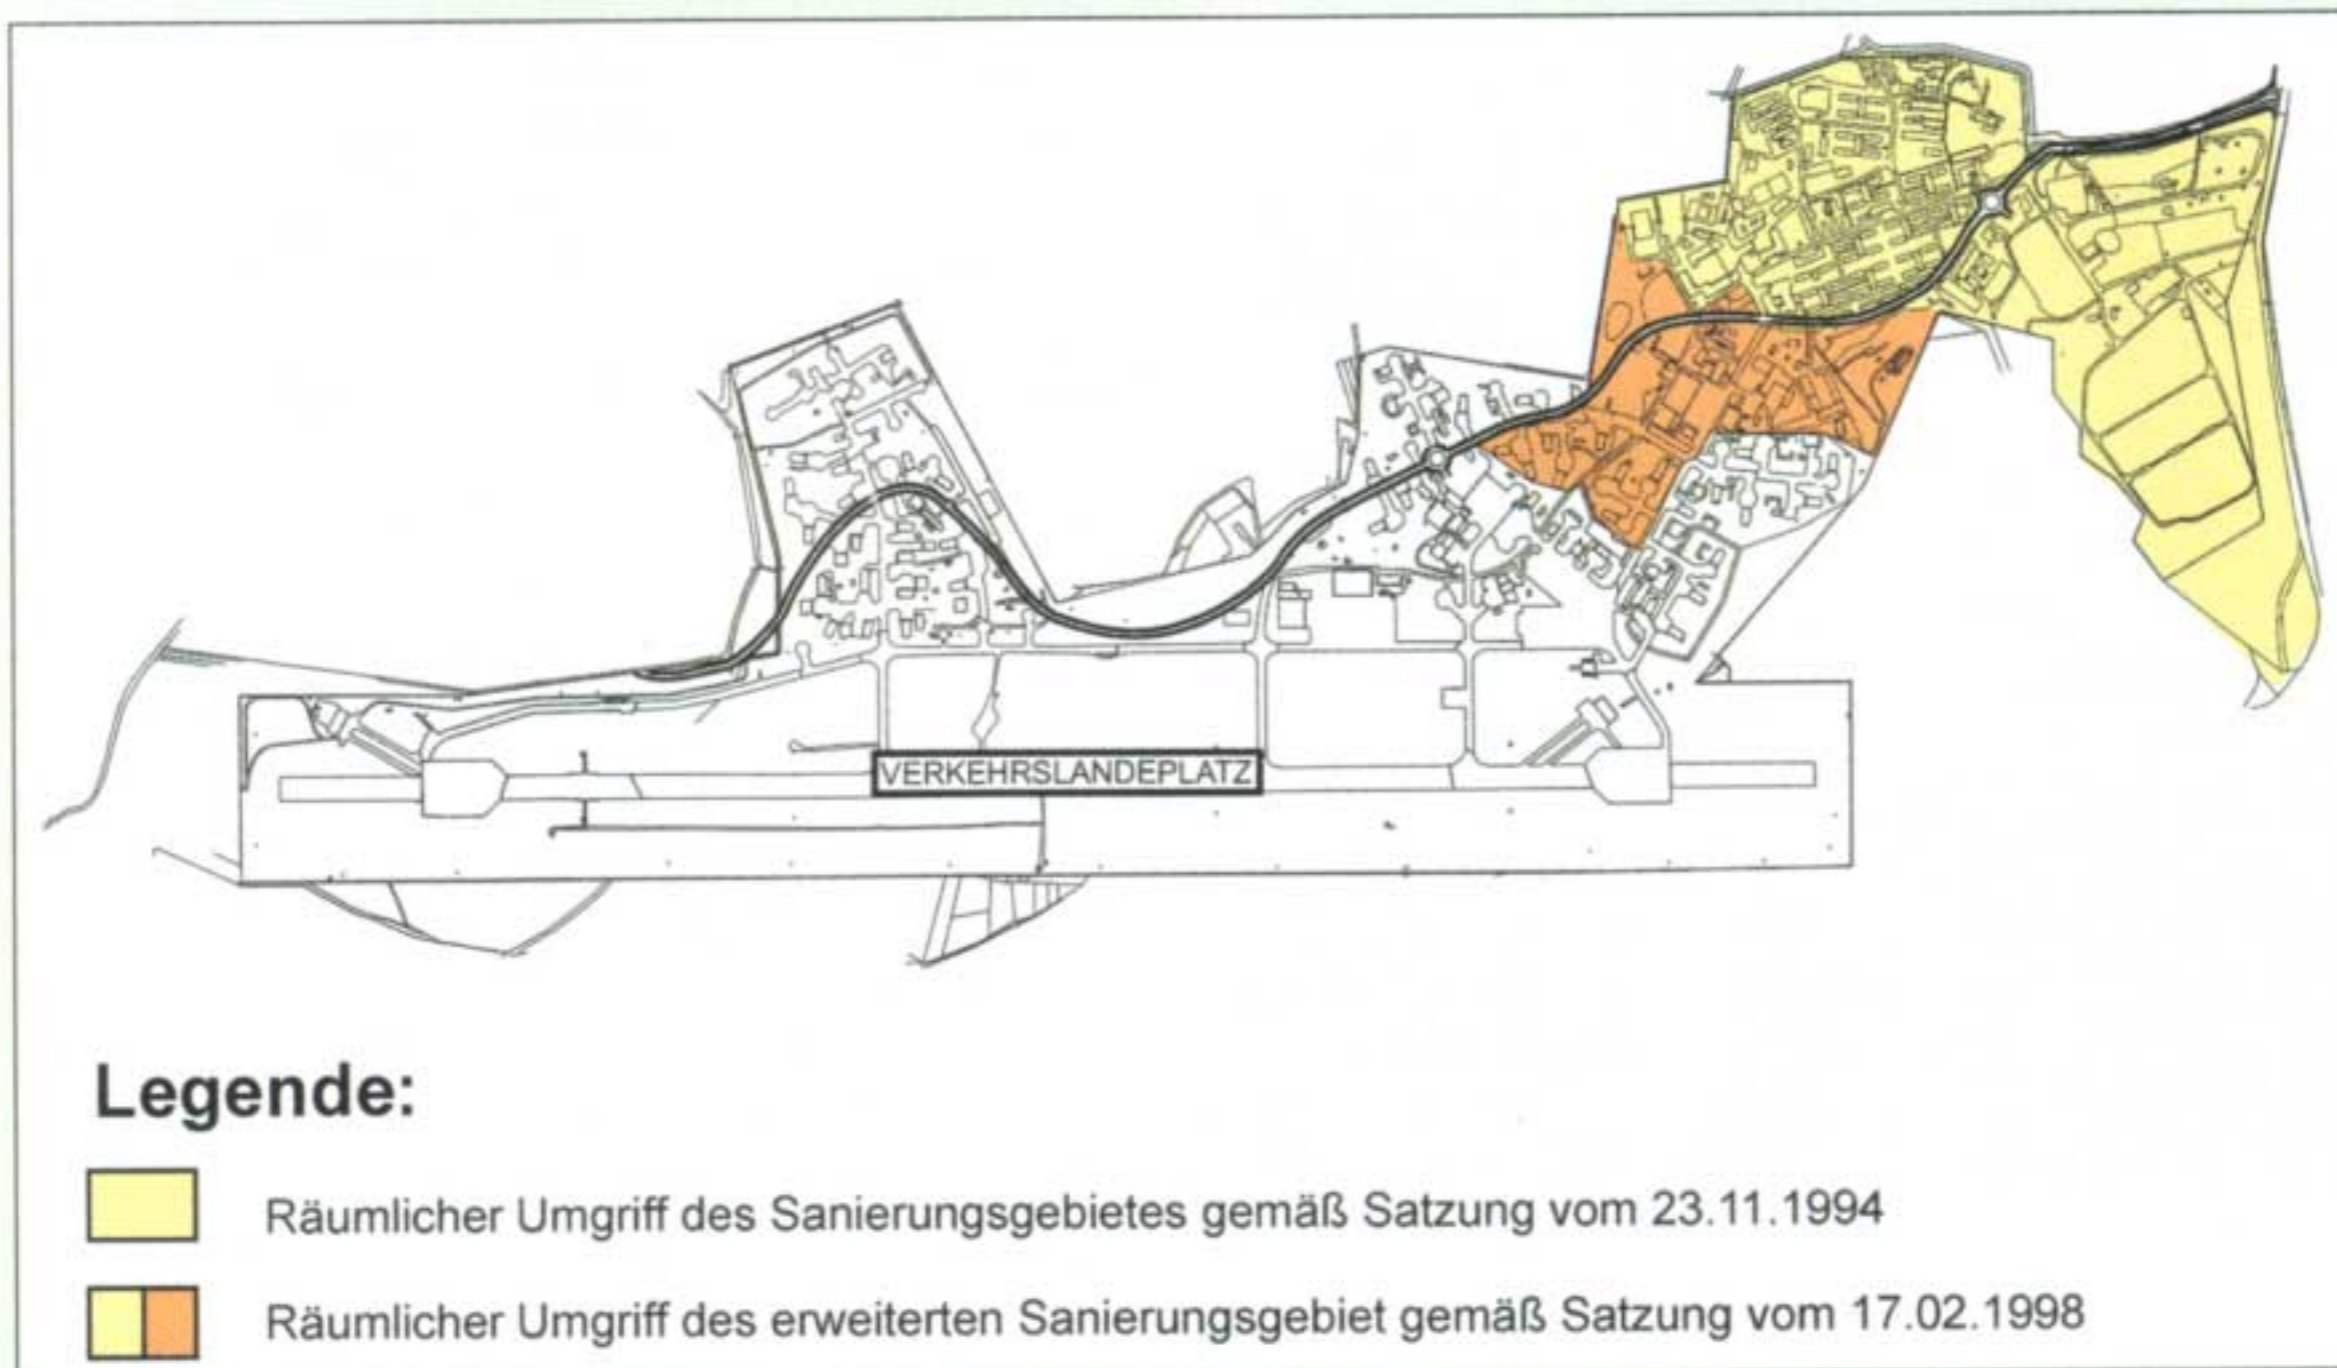 VERKEHRSLANDEPLATZ
Legende:
Räumlicher Umgriff des Sanierungsgebietes gemäß Satzung vom 23.11.1994
Räumlicher Umgriff des erweiterten Sanierungsgebiet gemäß Satzung vom 17.02.1998